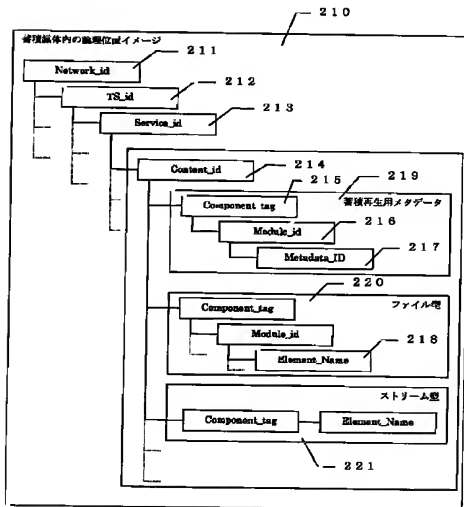 210
蓄積媒体内の論理位置イメージ
211
Network_id
212
TS_id
213
Service_id
214
Content_id
215
219
蓄積再生用メタデータ
Component_tag
216
Module_id
217
Metadata_ID
220
ファイル型
Component_tag
Module_id
218
Element_Name
ストリーム型
Component_tag
Element_Name
221